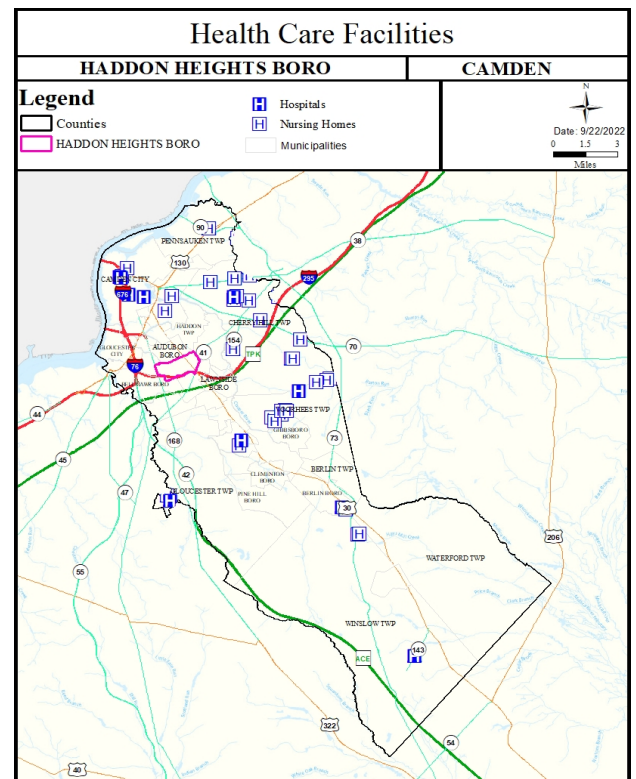 Health Care Facilities
HADDON HEIGHTS BORO
CAMDEN
Legend
Counties
HADDON HEIGHTS BORO
H Hospitals
H Nursing Homes
Municipalities
N
Date: 9/22/2022
0 1.5 3
Miles
90
PENNSAUKEN TWP
38
130
295
676
HADDON
TWP
CHERRY HILL TWP
GLOUCESTER
CITY
AUDUBON
BORO
41
154
TPK
70
76
LAWNSIDE
BORO
44
VOORHEES TWP
GIBBSBORO
BORO
168
73
45
42
BERLIN TWP
CLEMENTON
BORO
47
GLOUCESTER TWP
PINE HILL
BORO
BERLIN BORO
30
206
WATERFORD TWP
55
WINSLOW TWP
143
ACE
322
54
40